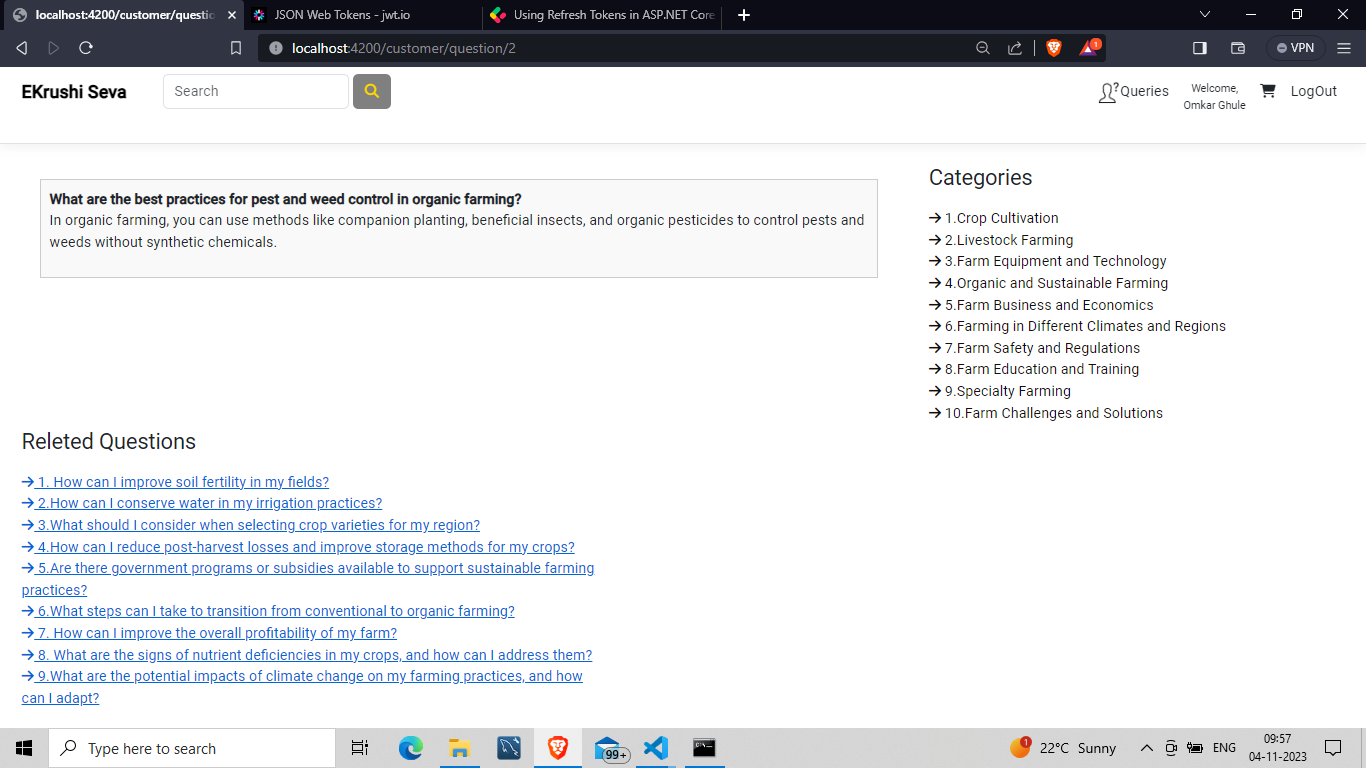 localhost:4200/customer/questic
JSON Web Tokens - jwt.io
Using Refresh Tokens in ASP.NET Core
localhost:4200/customer/question/2
1
VPN
EKrushi Seva
Search
?Queries
Welcome,
Omkar Ghule
LogOut
What are the best practices for pest and weed control in organic farming?
In organic farming, you can use methods like companion planting, beneficial insects, and organic pesticides to control pests and
weeds without synthetic chemicals.
Categories
1.Crop Cultivation
2.Livestock Farming
3.Farm Equipment and Technology
4.Organic and Sustainable Farming
5.Farm Business and Economics
6.Farming in Different Climates and Regions
7.Farm Safety and Regulations
8.Farm Education and Training
9.Specialty Farming
10.Farm Challenges and Solutions
Releted Questions
1. How can I improve soil fertility in my fields?
2.How can I conserve water in my irrigation practices?
3.What should I consider when selecting crop varieties for my region?
4.How can I reduce post-harvest losses and improve storage methods for my crops?
5.Are there government programs or subsidies available to support sustainable farming
practices?
6.What steps can I take to transition from conventional to organic farming?
7. How can I improve the overall profitability of my farm?
8. What are the signs of nutrient deficiencies in my crops, and how can I address them?
9.What are the potential impacts of climate change on my farming practices, and how
can I adapt?
Type here to search
99+
1
22°C Sunny
ENG
09:57
04-11-2023